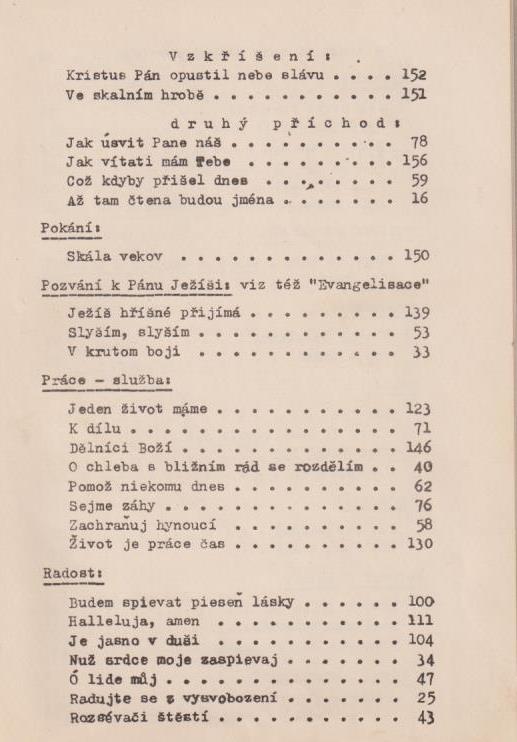 V z k ř í š e n í :
Kristus Pán opustil nebe slávu . . . . 152
Ve skalním hrobě . . . . . . . . . . . 151
d r u h ý p ř í c h o d :
Jak úsvit Pane náš . . . . . . . . . . 78
Jak vítati mám Tebe . . . . . . . . . 156
Což kdyby přišel dnes . . . . . . . . 59
Až tam čtena budou jména . . . . . . . 16
Pokání:
Skála vekov . . . . . . . . . . . . . 150
Pozvání k Pánu Ježíši: viz též "Evangelisace"
Ježíš hříšné přijímá . . . . . . . . . 139
Slyším, slyším . . . . . . . . . . . . 53
V krutom boji . . . . . . . . . . . . 33
Práce – služba:
Jeden život máme . . . . . . . . . . . 123
K dílu . . . . . . . . . . . . . . . . 71
Dělníci Boží . . . . . . . . . . . . . 146
O chleba s bližním rád se rozdělím . . 40
Pomož niekomu dnes . . . . . . . . . . 62
Sejme záhy . . . . . . . . . . . . . . 76
Zachraňuj hynoucí . . . . . . . . . . 58
Život je práce čas . . . . . . . . . . 130
Radost:
Budem spievat pieseň lásky . . . . . . 100
Halleluja, amen . . . . . . . . . . . 111
Je jasno v duši . . . . . . . . . . . 104
Nuž srdce moje zaspievaj . . . . . . . 34
Ó lide můj . . . . . . . . . . . . . . 47
Radujte se z vysvobození . . . . . . . 25
Rozsévači štěstí . . . . . . . . . . . 43